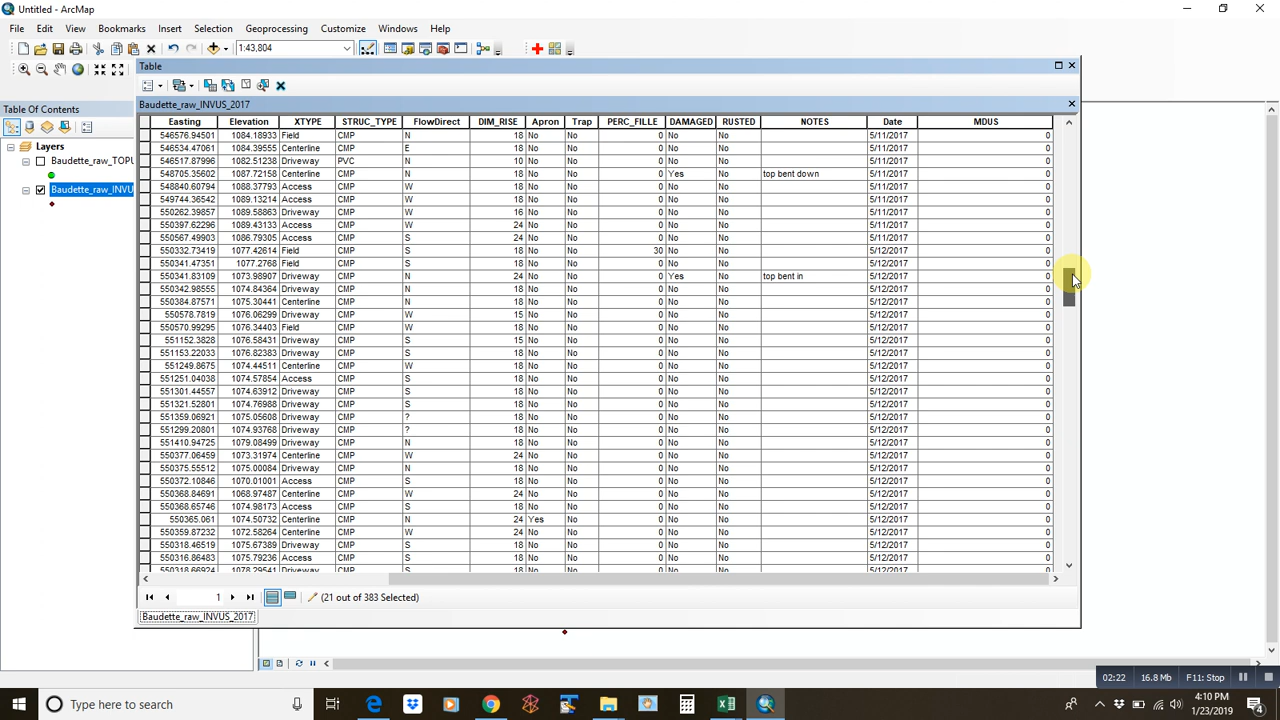 Untitled - ArcMap
File Edit View Bookmarks Insert Selection Geoprocessing Customize Windows Help
1:43,804
Table
Table Of Contents
Baudette_raw_INVUS_2017
Layers
Baudette_raw_TOPU
Baudette_raw_INVU
Easting Elevation XTYPE STRUC_TYPE FlowDirect DIM_RISE Apron Trap PERC_FILLE DAMAGED RUSTED NOTES Date MDUS
546576.94501 1084.18933 Field CMP N 18 No No 0 No No 5/11/2017 0
546534.47061 1084.39555 Centerline CMP E 18 No No 0 No No 5/11/2017 0
546517.87996 1082.51238 Driveway PVC N 10 No No 0 No No 5/11/2017 0
548705.35602 1087.72158 Centerline CMP N 18 No No 0 Yes No top bent down 5/11/2017 0
548840.60794 1088.37793 Access CMP W 18 No No 0 No No 5/11/2017 0
549744.36542 1089.13214 Access CMP W 18 No No 0 No No 5/11/2017 0
550262.39857 1089.58863 Driveway CMP W 16 No No 0 No No 5/11/2017 0
550397.62296 1089.43133 Access CMP W 24 No No 0 No No 5/11/2017 0
550567.49903 1086.79305 Access CMP S 24 No No 0 No No 5/11/2017 0
550332.73419 1077.42614 Field CMP S 18 No No 30 No No 5/12/2017 0
550341.47351 1077.2768 Field CMP S 18 No No 0 No No 5/12/2017 0
550341.83109 1073.98907 Driveway CMP N 24 No No 0 Yes No top bent in 5/12/2017 0
550342.98555 1074.84364 Driveway CMP N 18 No No 0 No No 5/12/2017 0
550384.87571 1075.30441 Centerline CMP N 18 No No 0 No No 5/12/2017 0
550578.7819 1076.06299 Driveway CMP W 15 No No 0 No No 5/12/2017 0
550570.99295 1076.34403 Field CMP W 18 No No 0 No No 5/12/2017 0
551152.3828 1076.58431 Driveway CMP S 15 No No 0 No No 5/12/2017 0
551153.22033 1076.82383 Driveway CMP S 18 No No 0 No No 5/12/2017 0
551249.8675 1074.44511 Centerline CMP W 18 No No 0 No No 5/12/2017 0
551251.04038 1074.57854 Access CMP S 18 No No 0 No No 5/12/2017 0
551301.44557 1074.63912 Driveway CMP S 18 No No 0 No No 5/12/2017 0
551321.52801 1074.76988 Driveway CMP S 18 No No 0 No No 5/12/2017 0
551359.06921 1075.05608 Driveway CMP ? 18 No No 0 No No 5/12/2017 0
551299.20801 1074.93768 Driveway CMP ? 18 No No 0 No No 5/12/2017 0
551410.94725 1079.08499 Driveway CMP N 18 No No 0 No No 5/12/2017 0
550377.06459 1073.31974 Centerline CMP W 24 No No 0 No No 5/12/2017 0
550375.55512 1075.00084 Driveway CMP N 18 No No 0 No No 5/12/2017 0
550372.10846 1070.01001 Access CMP S 18 No No 0 No No 5/12/2017 0
550368.84691 1068.97487 Centerline CMP W 24 No No 0 No No 5/12/2017 0
550368.65746 1074.98173 Access CMP S 18 No No 0 No No 5/12/2017 0
550365.061 1074.50732 Centerline CMP N 24 Yes No 0 No No 5/12/2017 0
550359.87232 1072.58264 Centerline CMP W 24 No No 0 No No 5/12/2017 0
550318.46519 1075.67389 Driveway CMP S 18 No No 0 No No 5/12/2017 0
550316.86483 1075.79236 Access CMP S 18 No No 0 No No 5/12/2017 0
550318.66924 1078.29541 Driveway CMP S 18 No No 0 No No 5/12/2017 0
1 (21 out of 383 Selected)
Baudette_raw_INVUS_2017
02:22 16.8 Mb F11: Stop
Type here to search
4:10 PM
1/23/2019
4